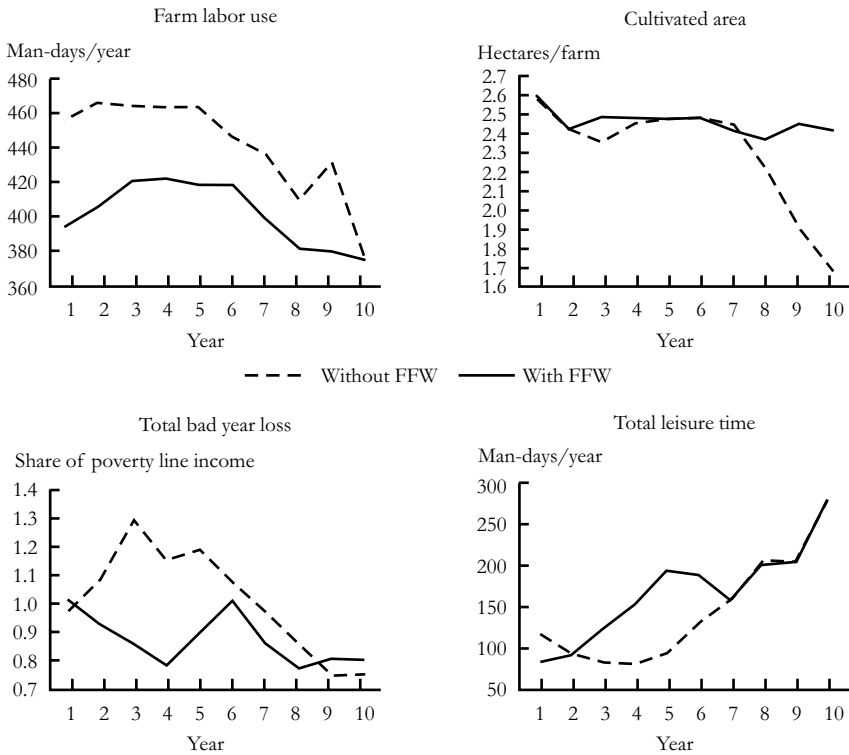 Farm labor use
Man-days/year
480
460
440
420
400
380
360
1 2 3 4 5 6 7 8 9 10
Year
Cultivated area
Hectares/farm
2.7
2.6
2.5
2.4
2.3
2.2
2.1
2.0
1.9
1.8
1.7
1.6
1 2 3 4 5 6 7 8 9 10
Year
Without FFW With FFW
Total bad year loss
Share of poverty line income
1.4
1.3
1.2
1.1
1.0
0.9
0.8
0.7
1 2 3 4 5 6 7 8 9 10
Year
Total leisure time
Man-days/year
300
250
200
150
100
50
1 2 3 4 5 6 7 8 9 10
Year